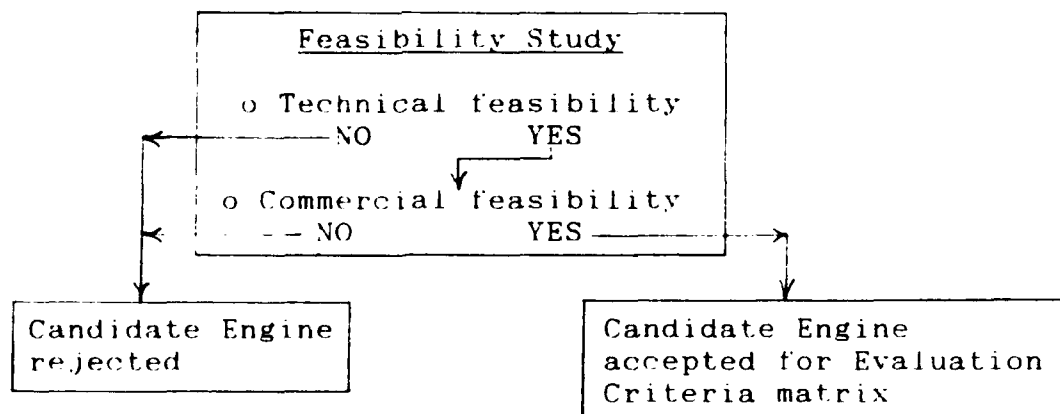 Feasibility Study
o Technical feasibility
NO YES
o Commercial feasibility
NO YES
Candidate Engine
rejected
Candidate Engine
accepted for Evaluation
Criteria matrix